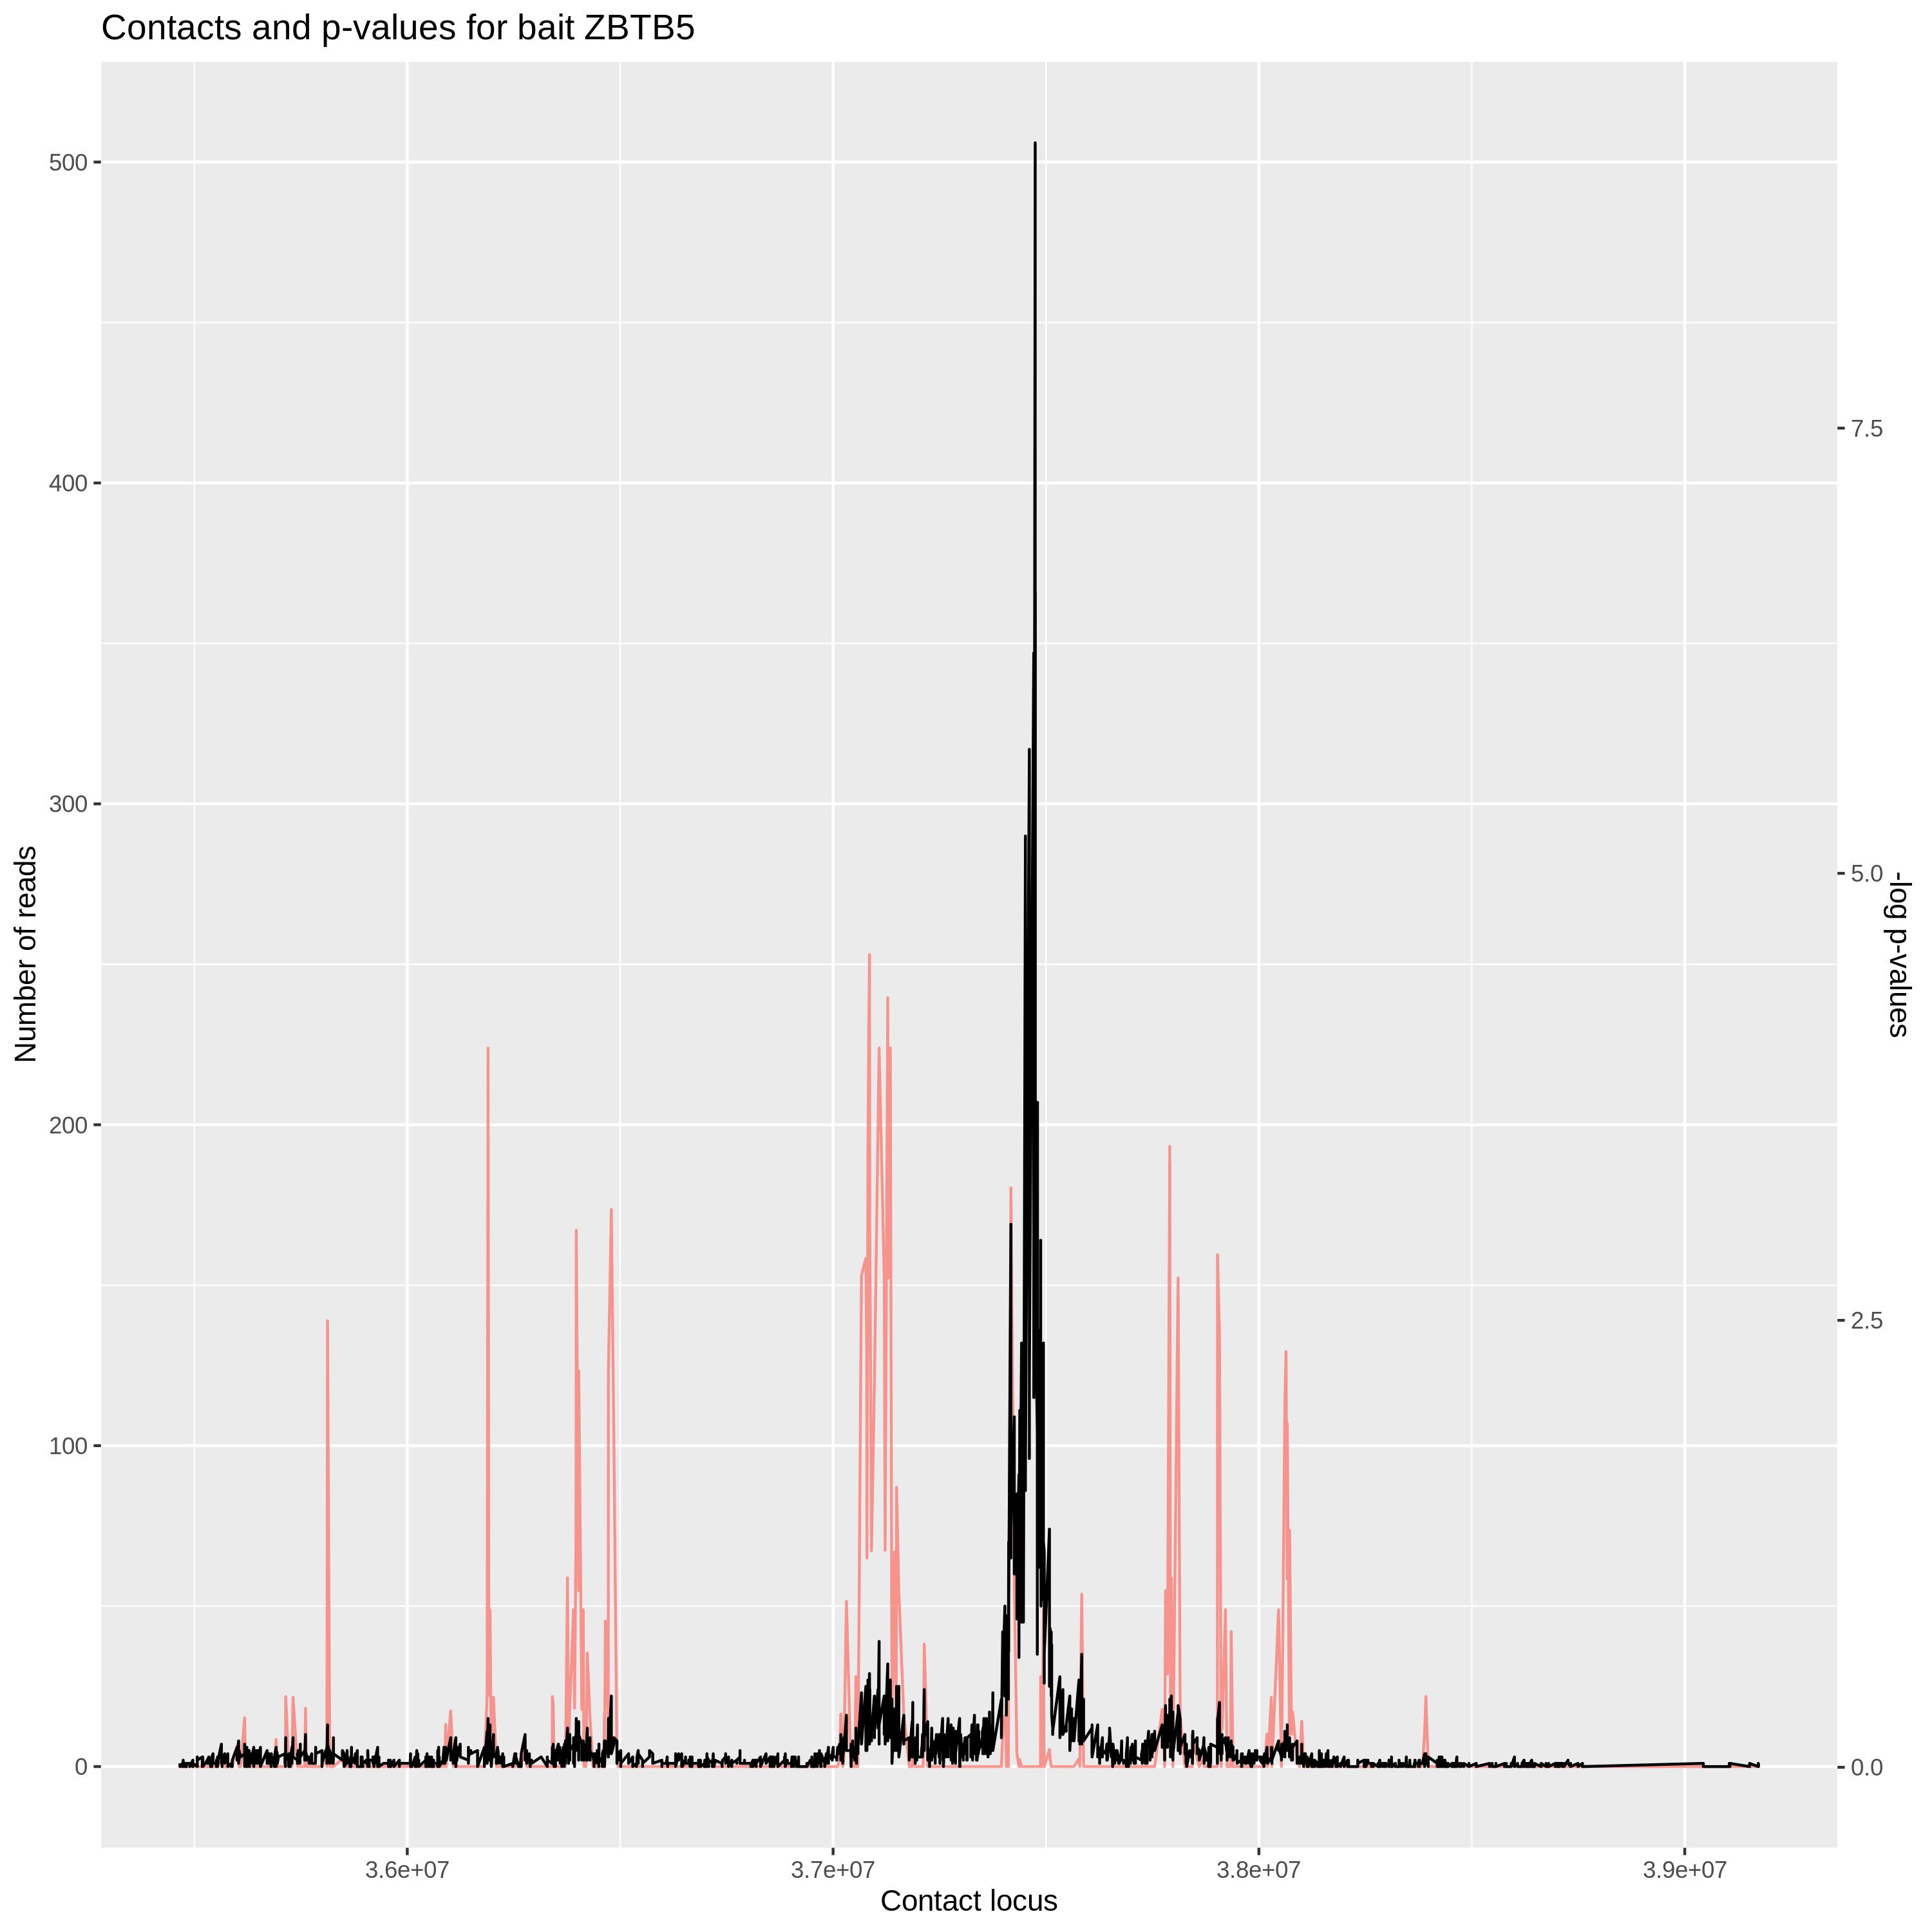 Contacts and p-values for bait ZBTB5
500
400
300
200
100
0
Number of reads
7.5
5.0
2.5
0.0
-log p-values
3.6e+07
3.7e+07
3.8e+07
3.9e+07
Contact locus